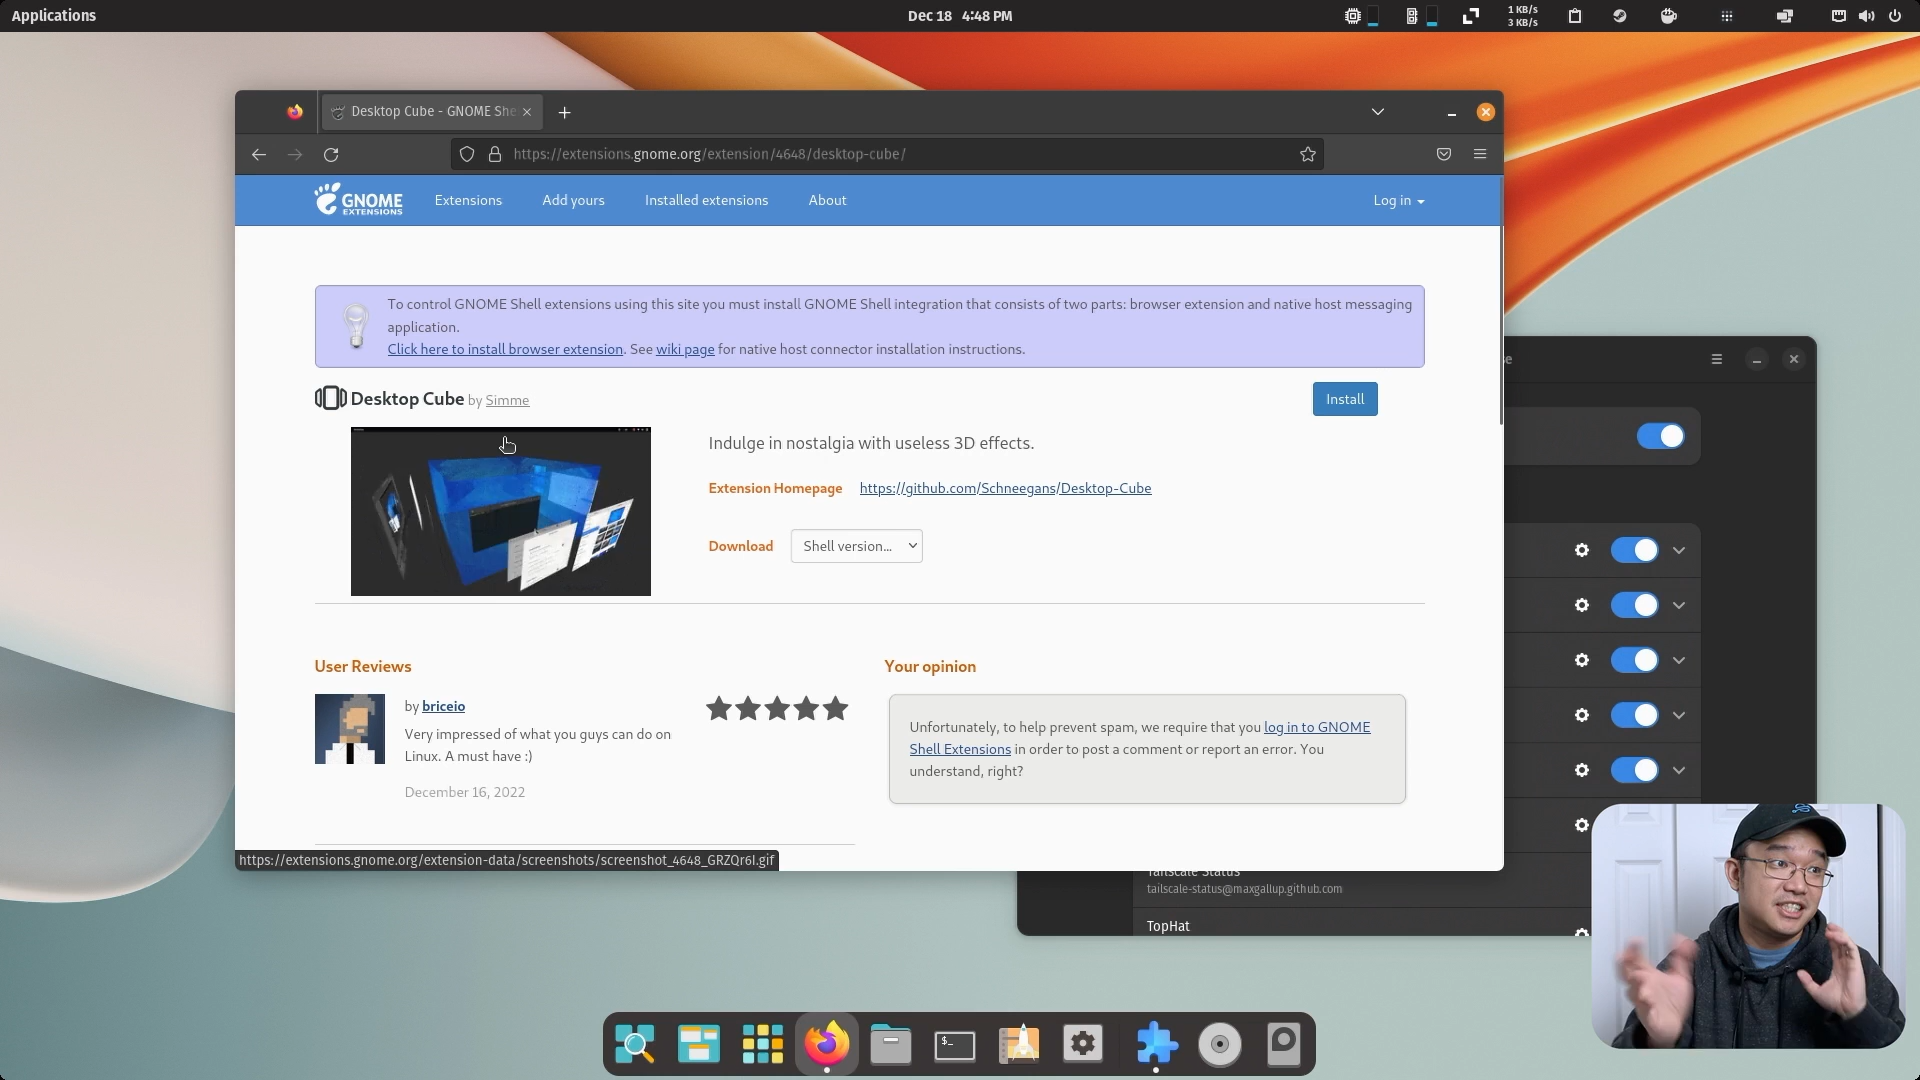 Applications
Dec 18 4:48 PM
1 KB/s
3 KB/s
Desktop Cube - GNOME She
https://extensions.gnome.org/extension/4648/desktop-cube/
GNOME
EXTENSIONS
Extensions
Add yours
Installed extensions
About
Log in
To control GNOME Shell extensions using this site you must install GNOME Shell integration that consists of two parts: browser extension and native host messaging
application.
Click here to install browser extension. See wiki page for native host connector installation instructions.
Desktop Cube by Simme
Install
Indulge in nostalgia with useless 3D effects.
Extension Homepage https://github.com/Schneegans/Desktop-Cube
Download Shell version...
User Reviews
by briceio
Very impressed of what you guys can do on
Linux. A must have :)
December 16, 2022
Your opinion
Unfortunately, to help prevent spam, we require that you log in to GNOME
Shell Extensions in order to post a comment or report an error. You
understand, right?
https://extensions.gnome.org/extension-data/screenshots/screenshot_4648_GRZQr6I.gif
Tailscale Status
tailscale-status@maxgallup.github.com
TopHat
$_